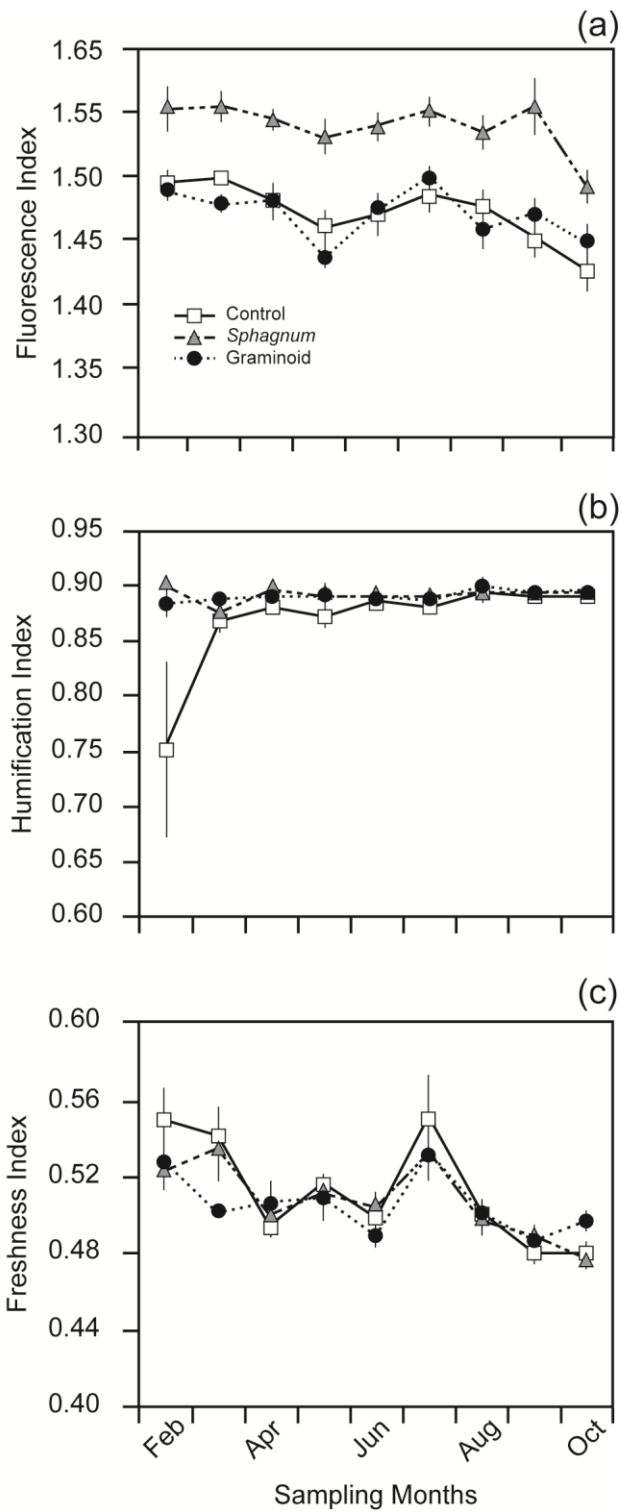 (a)
1.65
1.55
1.50
1.45
1.40
1.35
1.30
Fluorescence Index
Control
Sphagnum
Graminoid
(b)
0.95
0.90
0.85
0.80
0.75
0.70
0.65
0.60
Humification Index
(c)
0.60
0.56
0.52
0.48
0.44
0.40
Freshness Index
Feb Apr Jun Aug Oct
Sampling Months